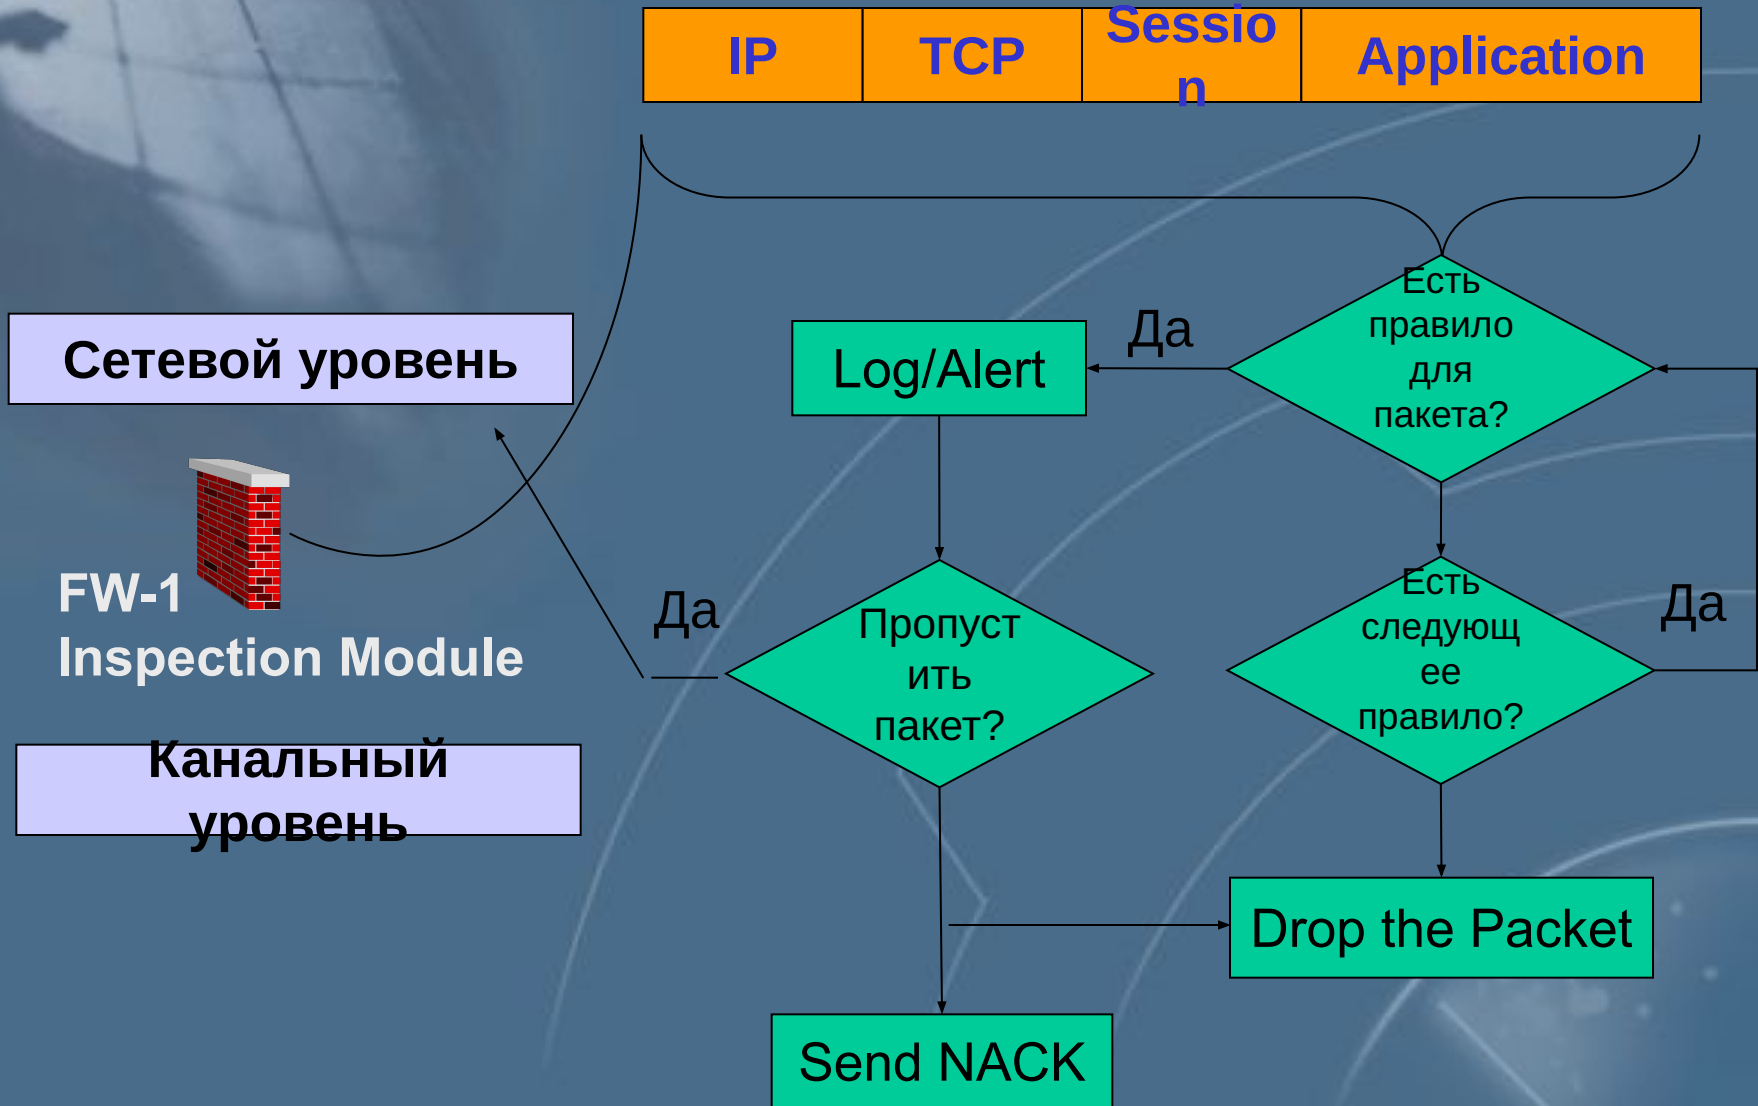 IP
TCP
Sessio
n
Application
Есть
правило
для
пакета?
Да
Log/Alert
Сетевой уровень
FW-1
Inspection Module
Да
Пропуст
ить
пакет?
Есть
следующ
ее
правило?
Да
Канальный
уровень
Drop the Packet
Send NACK